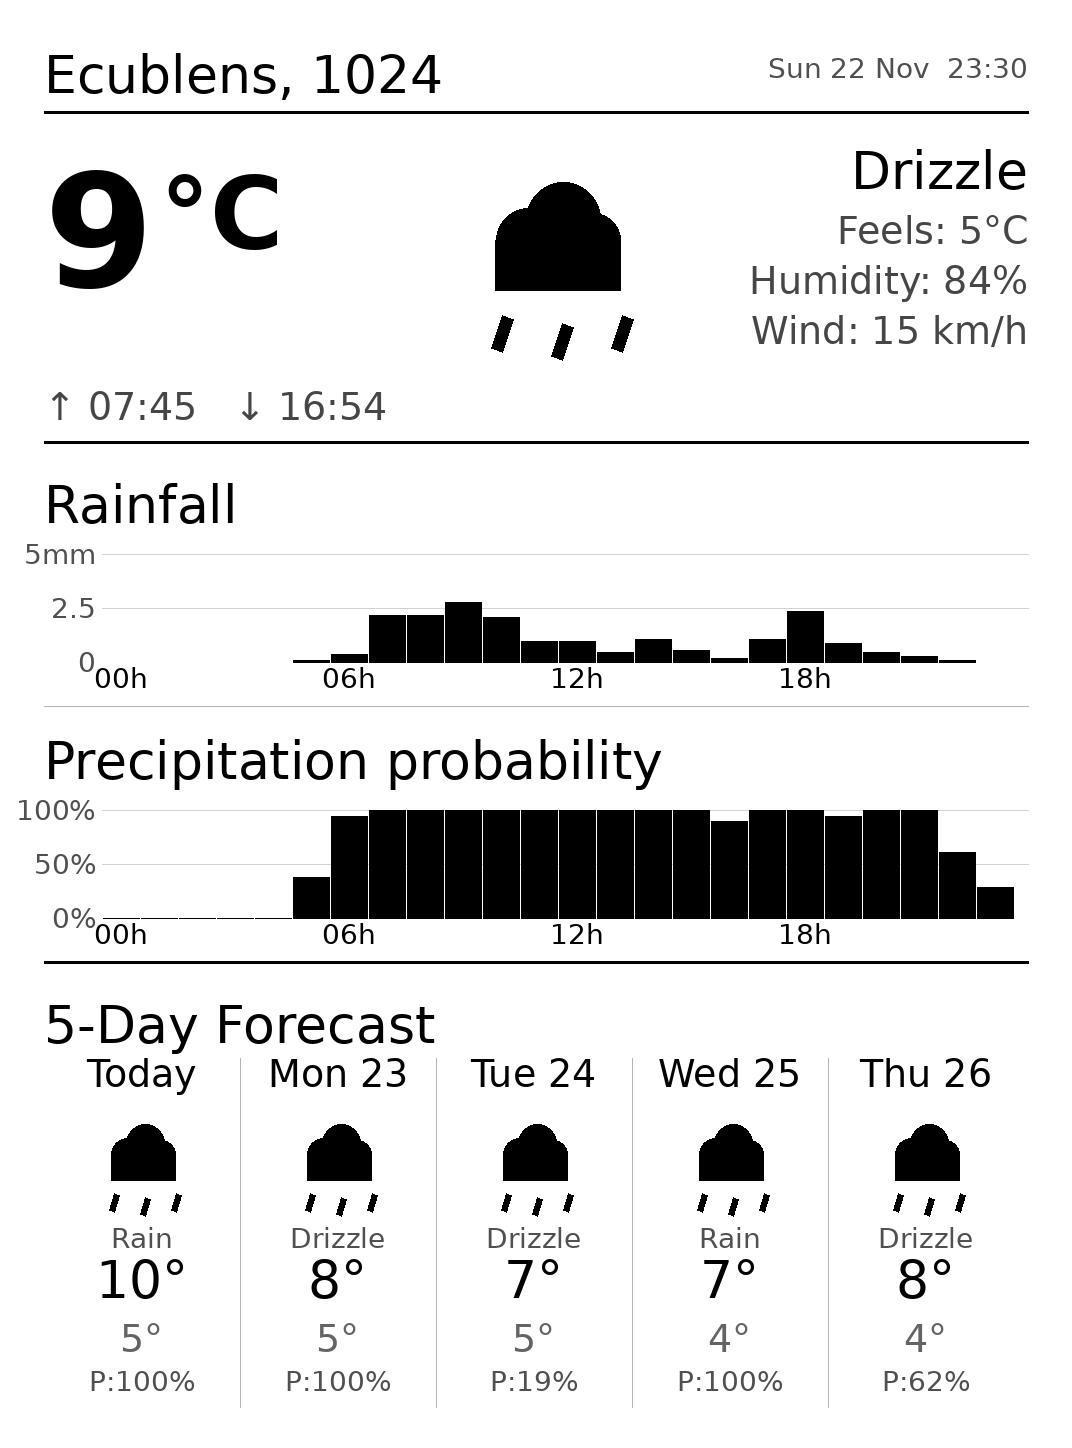 Ecublens, 1024
Sun 22 Nov  23:30
9 °C
Drizzle
Feels: 5°C
Humidity: 84%
Wind: 15 km/h
↑ 07:45   ↓ 16:54
Rainfall
5mm
2.5
0
00h 06h 12h 18h
Precipitation probability
100%
50%
0%
00h 06h 12h 18h
5-Day Forecast
Today Mon 23 Tue 24 Wed 25 Thu 26
Rain Drizzle Drizzle Rain Drizzle
10° 8° 7° 7° 8°
5° 5° 5° 4° 4°
P:100% P:100% P:19% P:100% P:62%